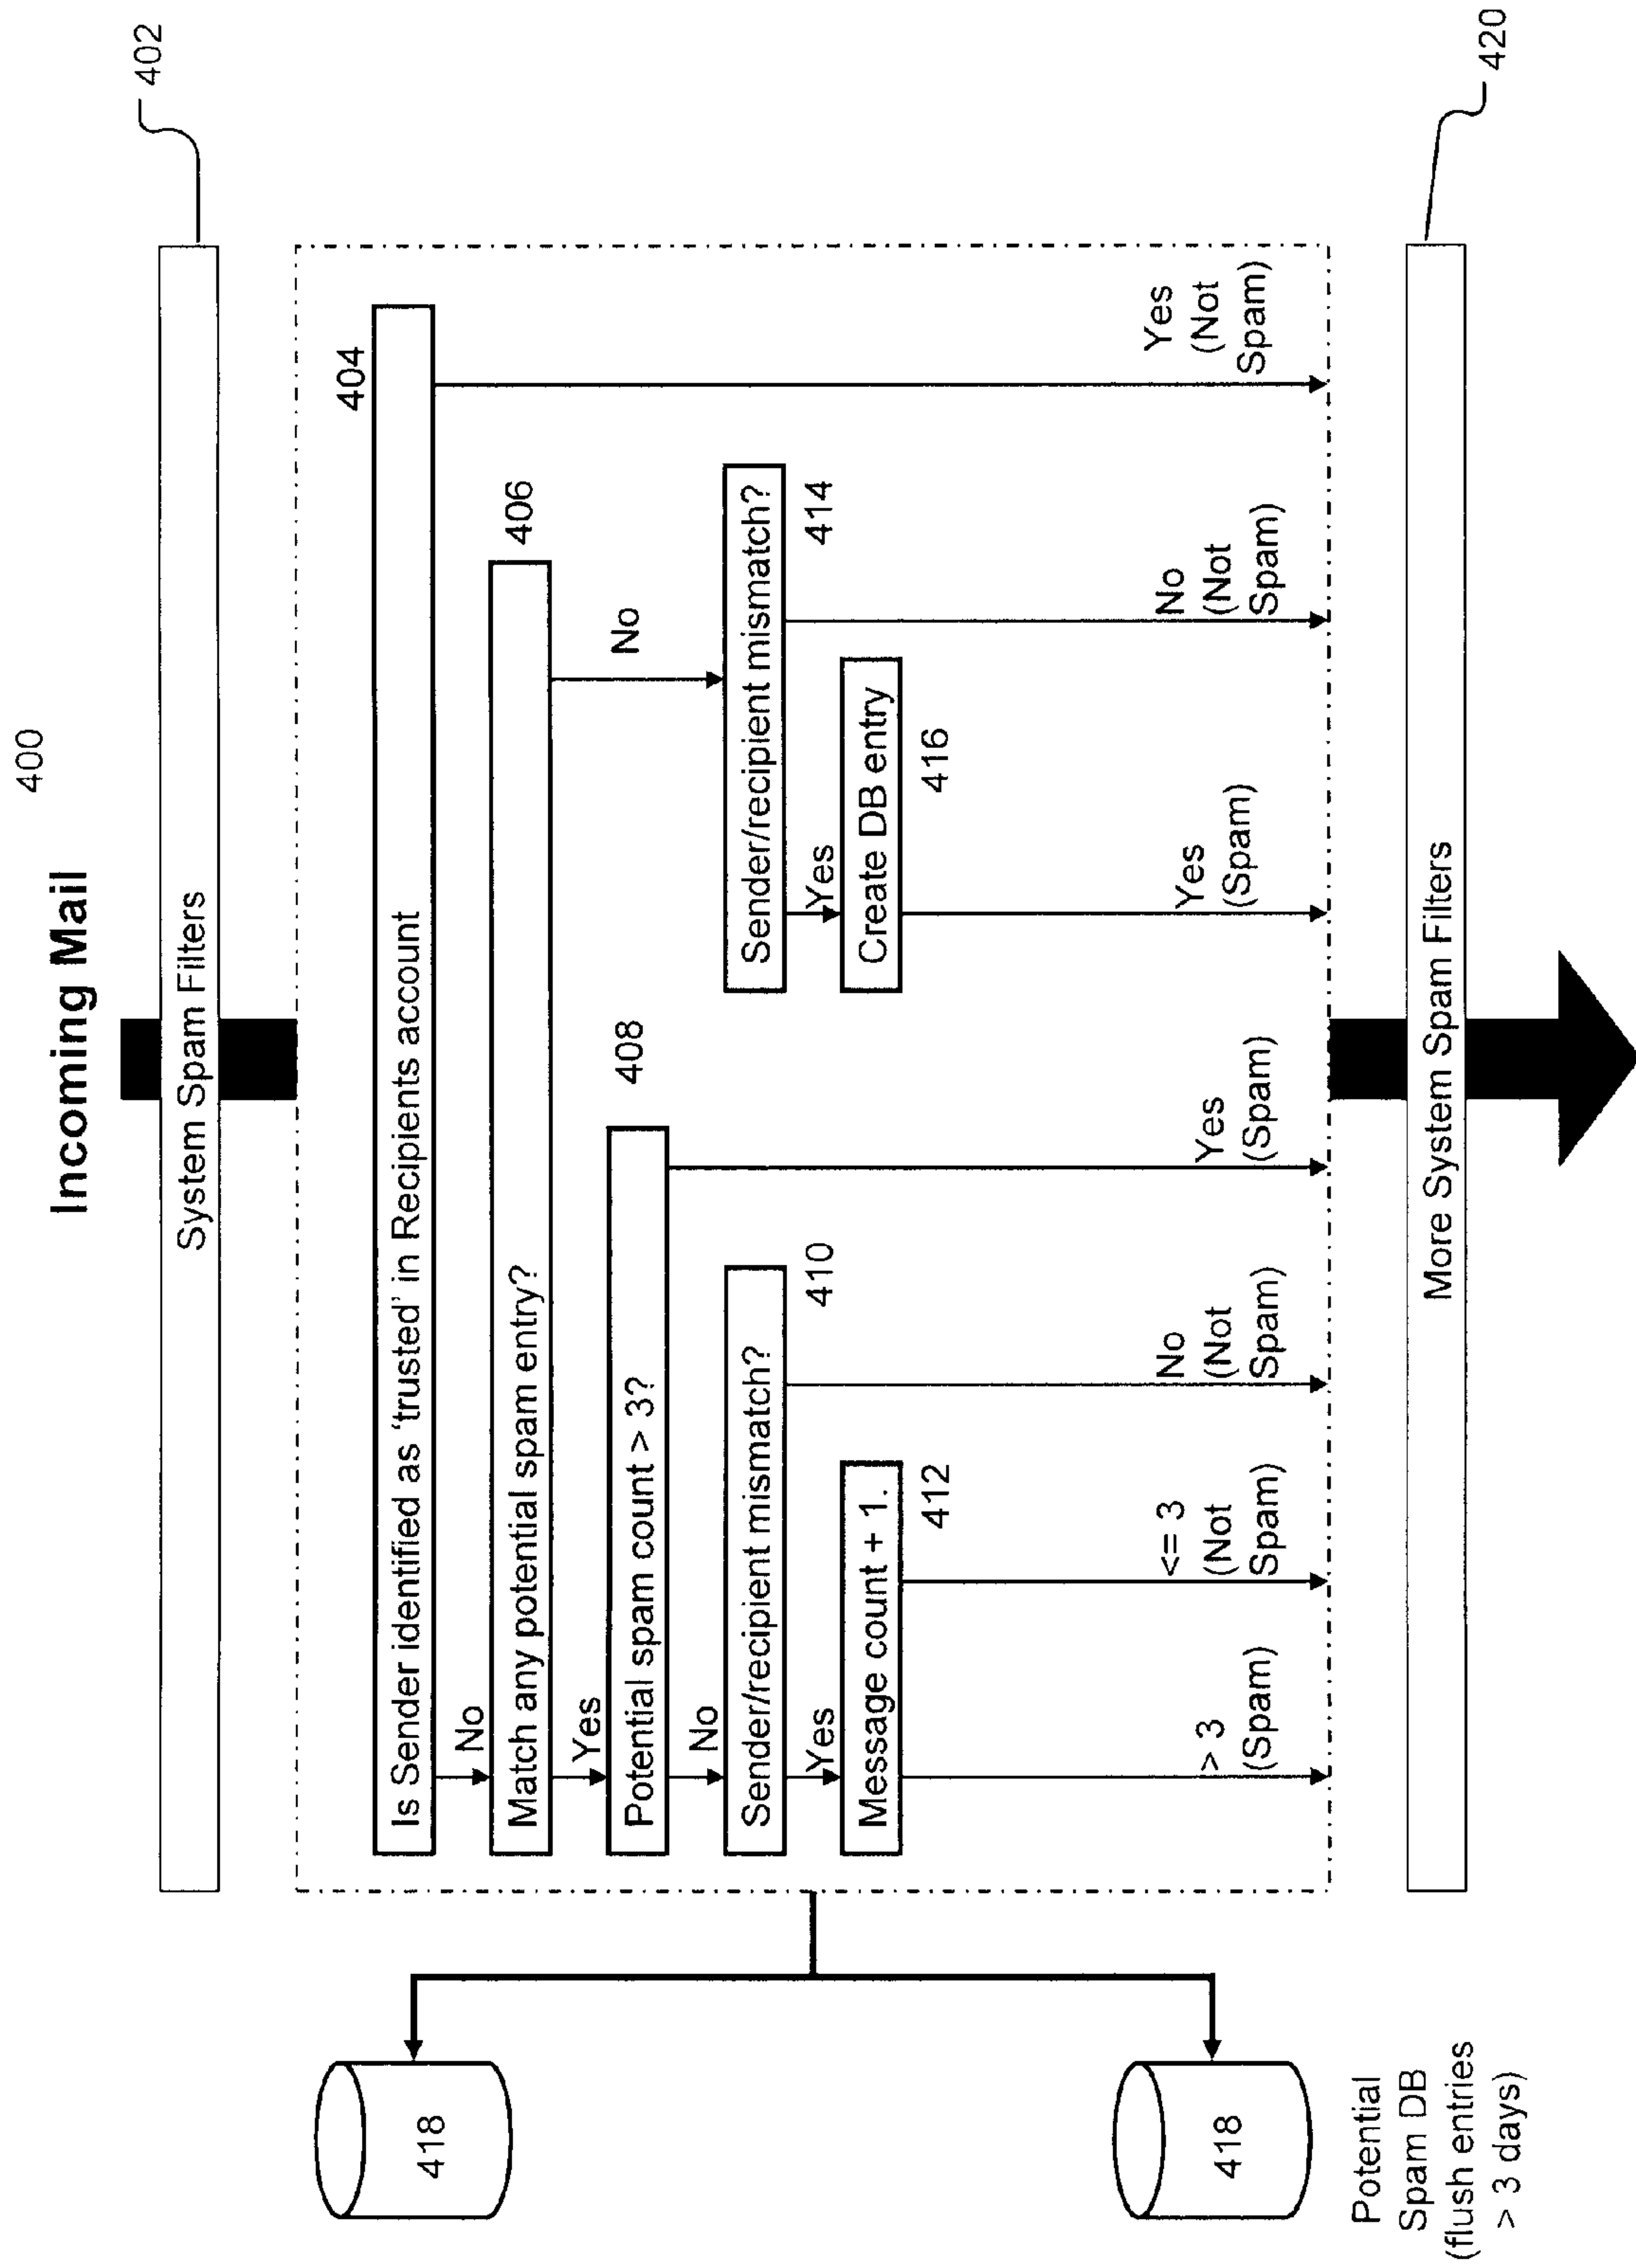 400
Incoming Mail
402
System Spam Filters
404
Is Sender identified as 'trusted' in Recipients account
No
406
Match any potential spam entry?
Yes
No
408
Potential spam count > 3?
No
Sender/recipient mismatch?
410
Yes
Message count + 1.
412
Sender/recipient mismatch?
414
Yes
Create DB entry
416
> 3
(Spam)
<= 3
(Not
Spam)
No
(Not
Spam)
Yes
(Spam)
Yes
(Spam)
No
(Not
Spam)
Yes
(Not
Spam)
418
418
Potential
Spam DB
(flush entries
> 3 days)
More System Spam Filters
420